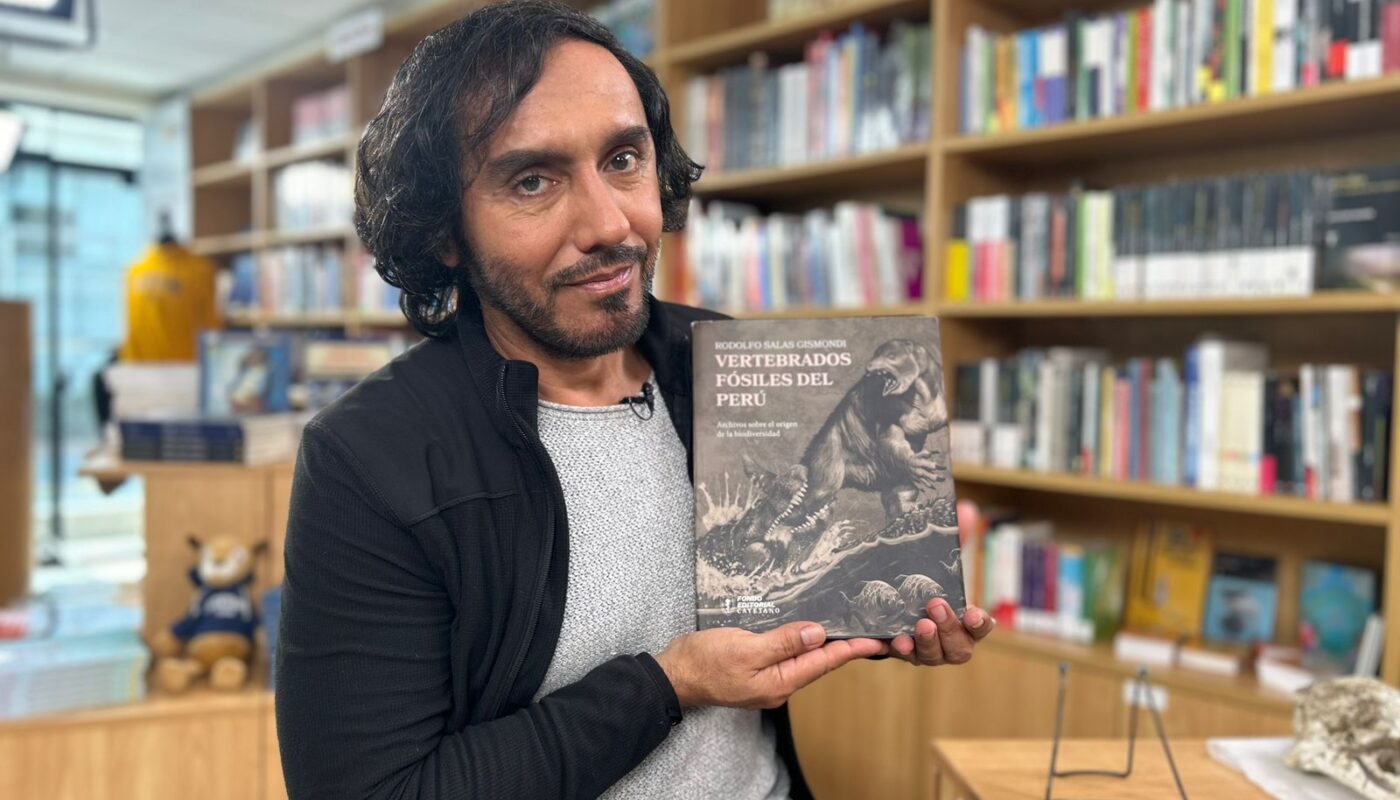 RODOLFO SALAS GISMONDI
VERTEBRADOS
FÓSILES DEL
PERÚ
Archivos sobre el origen
de la biodiversidad
FONDO
EDITORIAL
CAYETANO